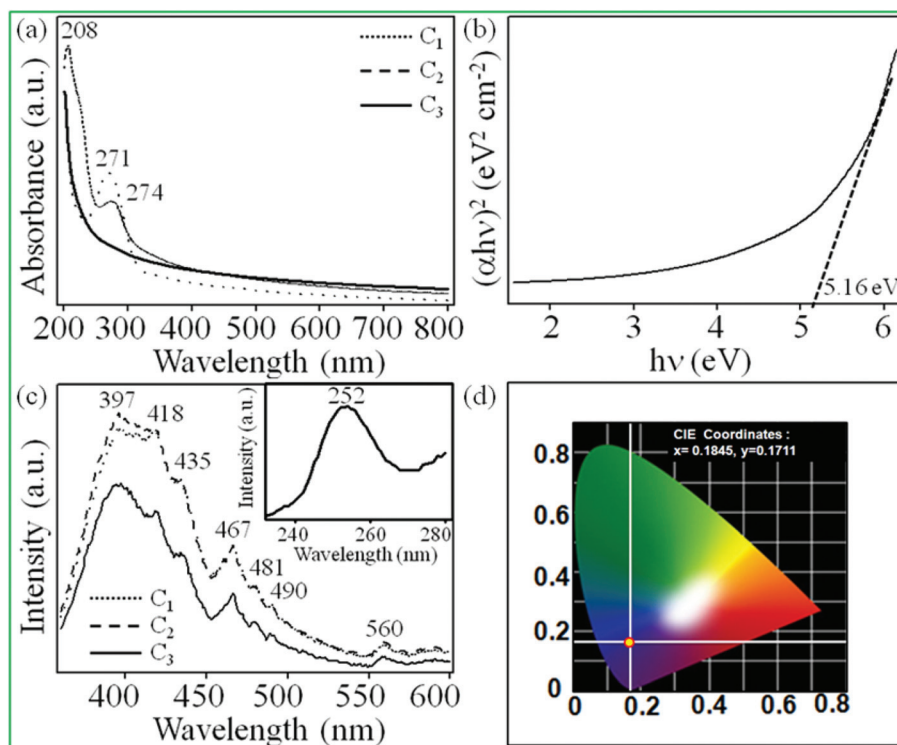 (a)
208
C₁
C₂
C₃
271
274
Absorbance (a.u.)
200 300 400 500 600 700 800
Wavelength (nm)
(b)
(αhν)² (eV² cm⁻²)
5.16 eV
2 3 4 5 6
hν (eV)
(c)
397
418
435
467
481
490
560
C₁
C₂
C₃
Intensity (a.u.)
400 450 500 550 600
Wavelength (nm)
252
Intensity (a.u.)
240 260 280
Wavelength (nm)
(d)
CIE Coordinates :
x= 0.1845, y=0.1711
0.8
0.6
0.4
0.2
0
0 0.2 0.4 0.6 0.8